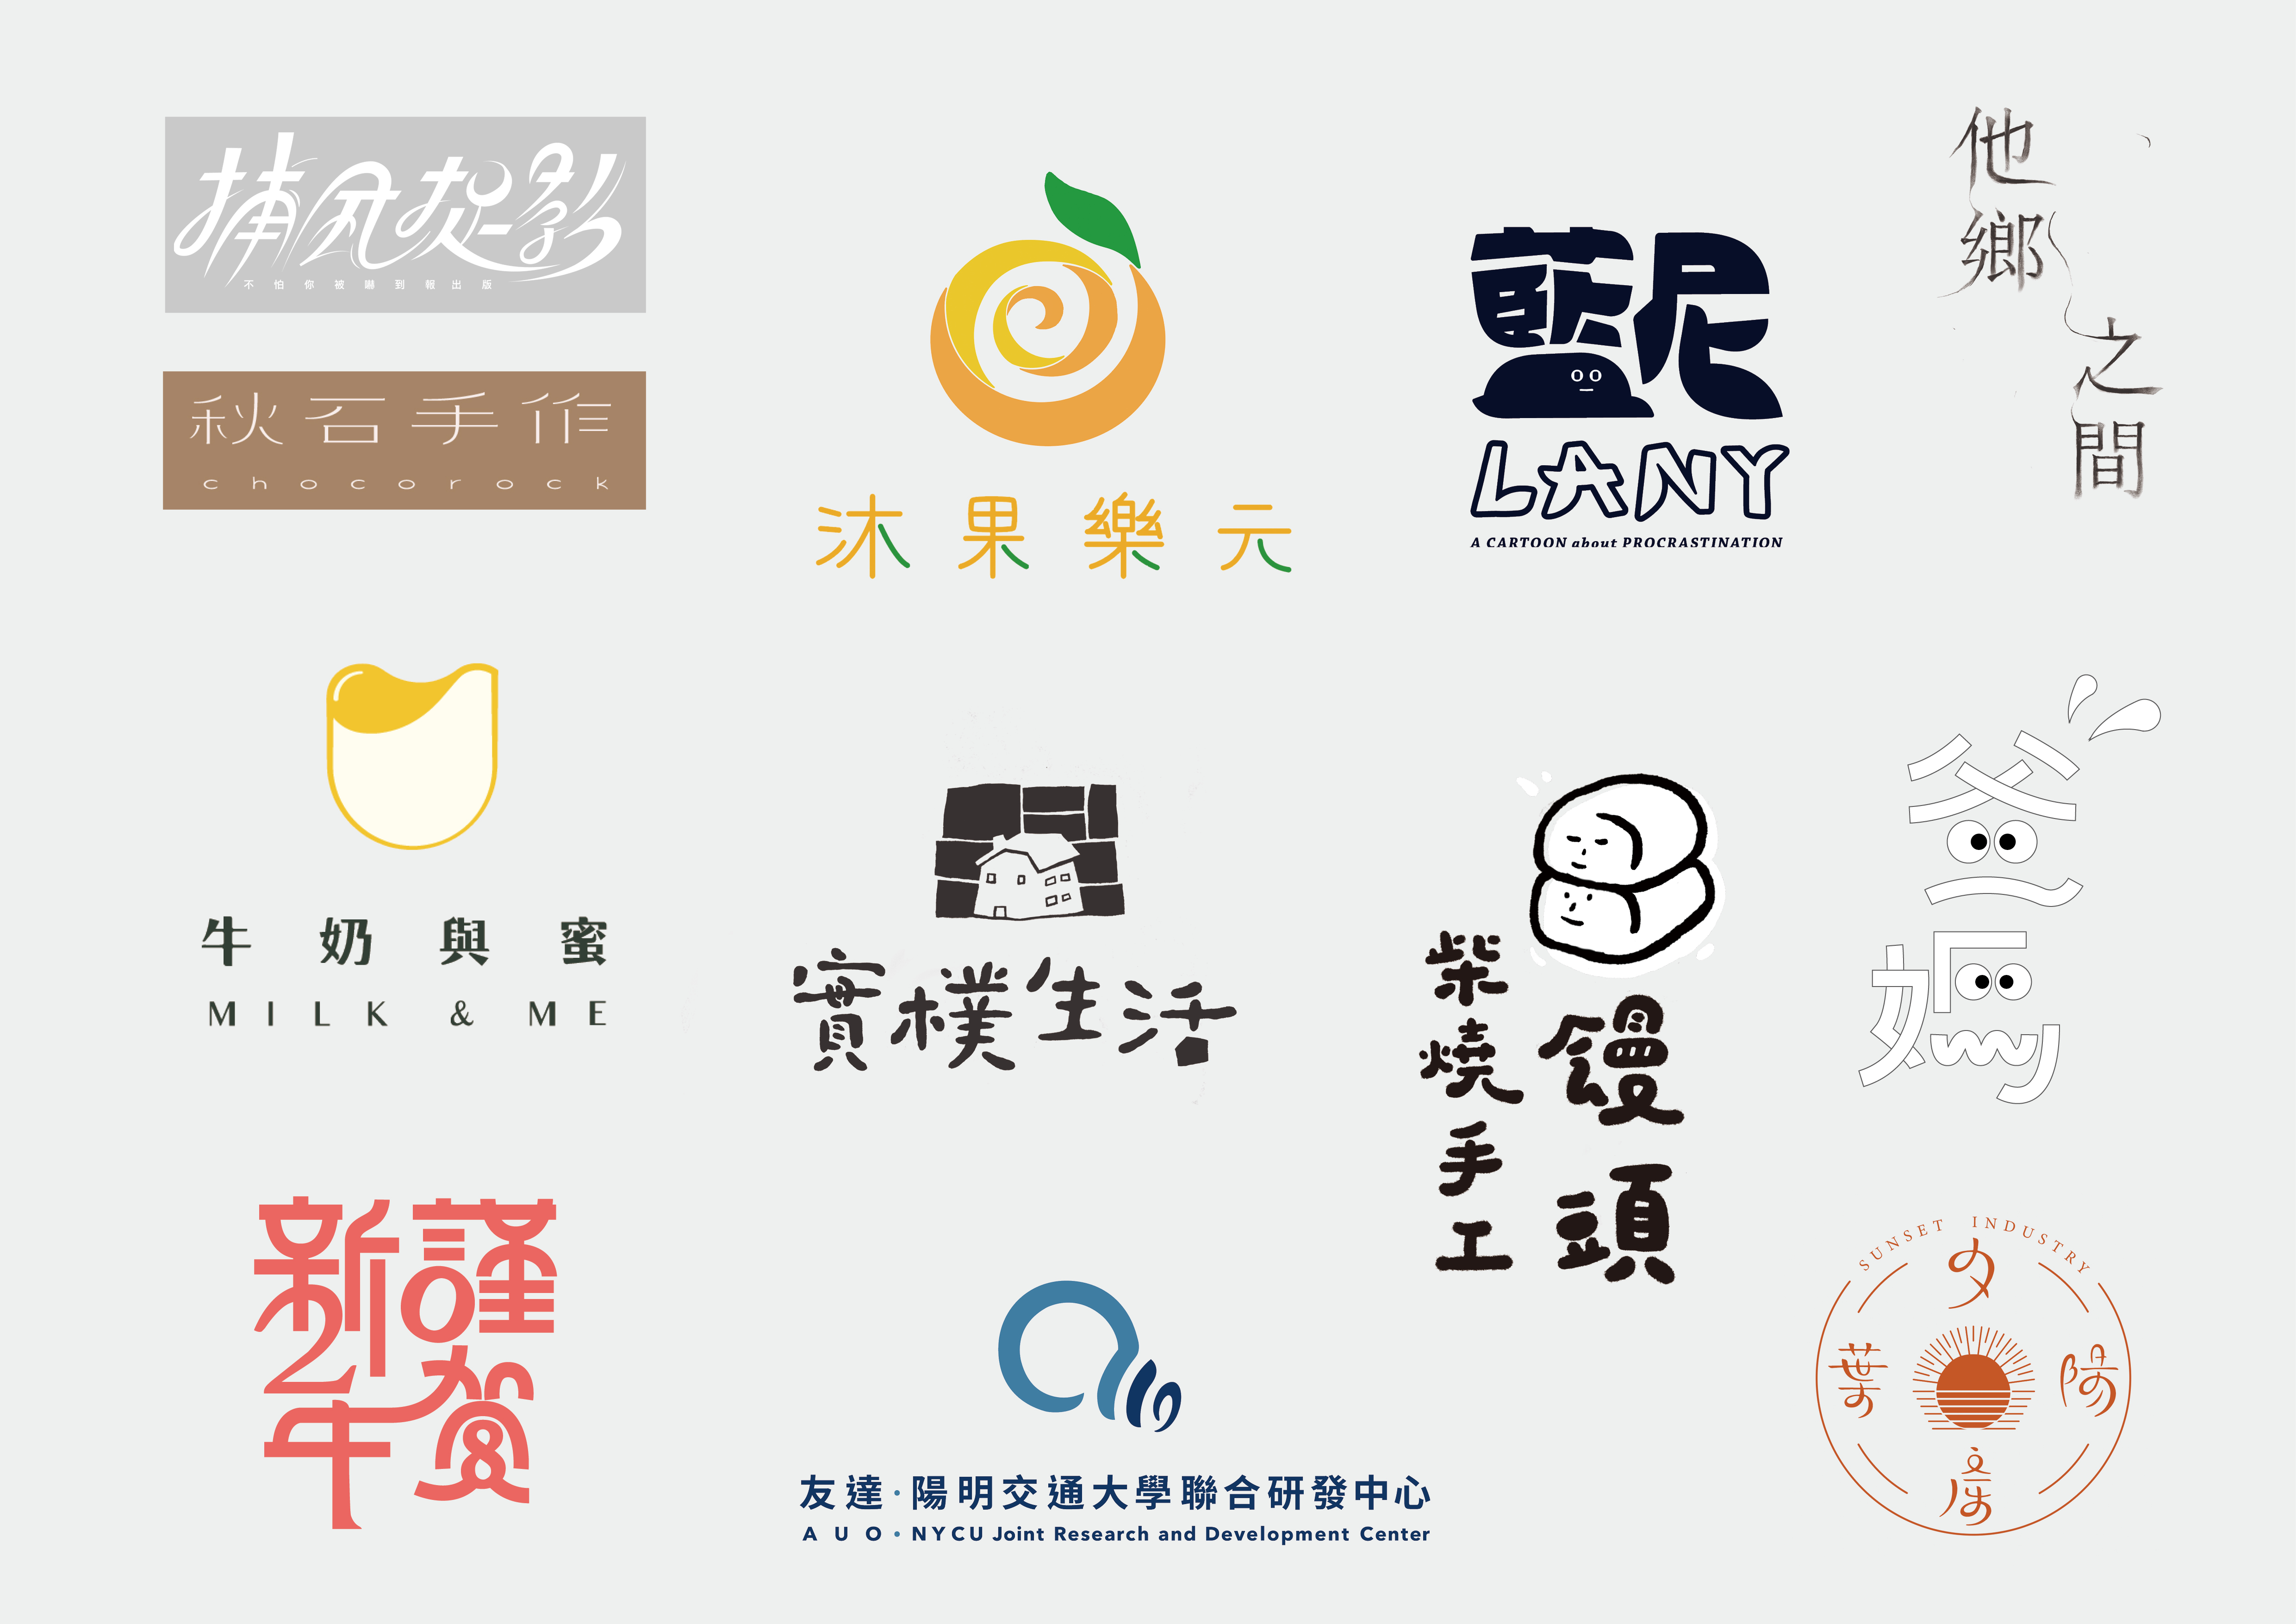 捕風捉影
不怕你被嚇到報出版
秋石手作
chocorock
沐果樂元
藍尼
LANY
A CARTOON about PROCRASTINATION
他鄉
之間
牛奶與蜜
MILK & ME
實樸生活
柴燒手工
饅頭
爸媽
謹賀
新年
友達·陽明交通大學聯合研發中心
AUO·NYCU Joint Research and Development Center
SUNSET INDUSTRY
夕陽產業